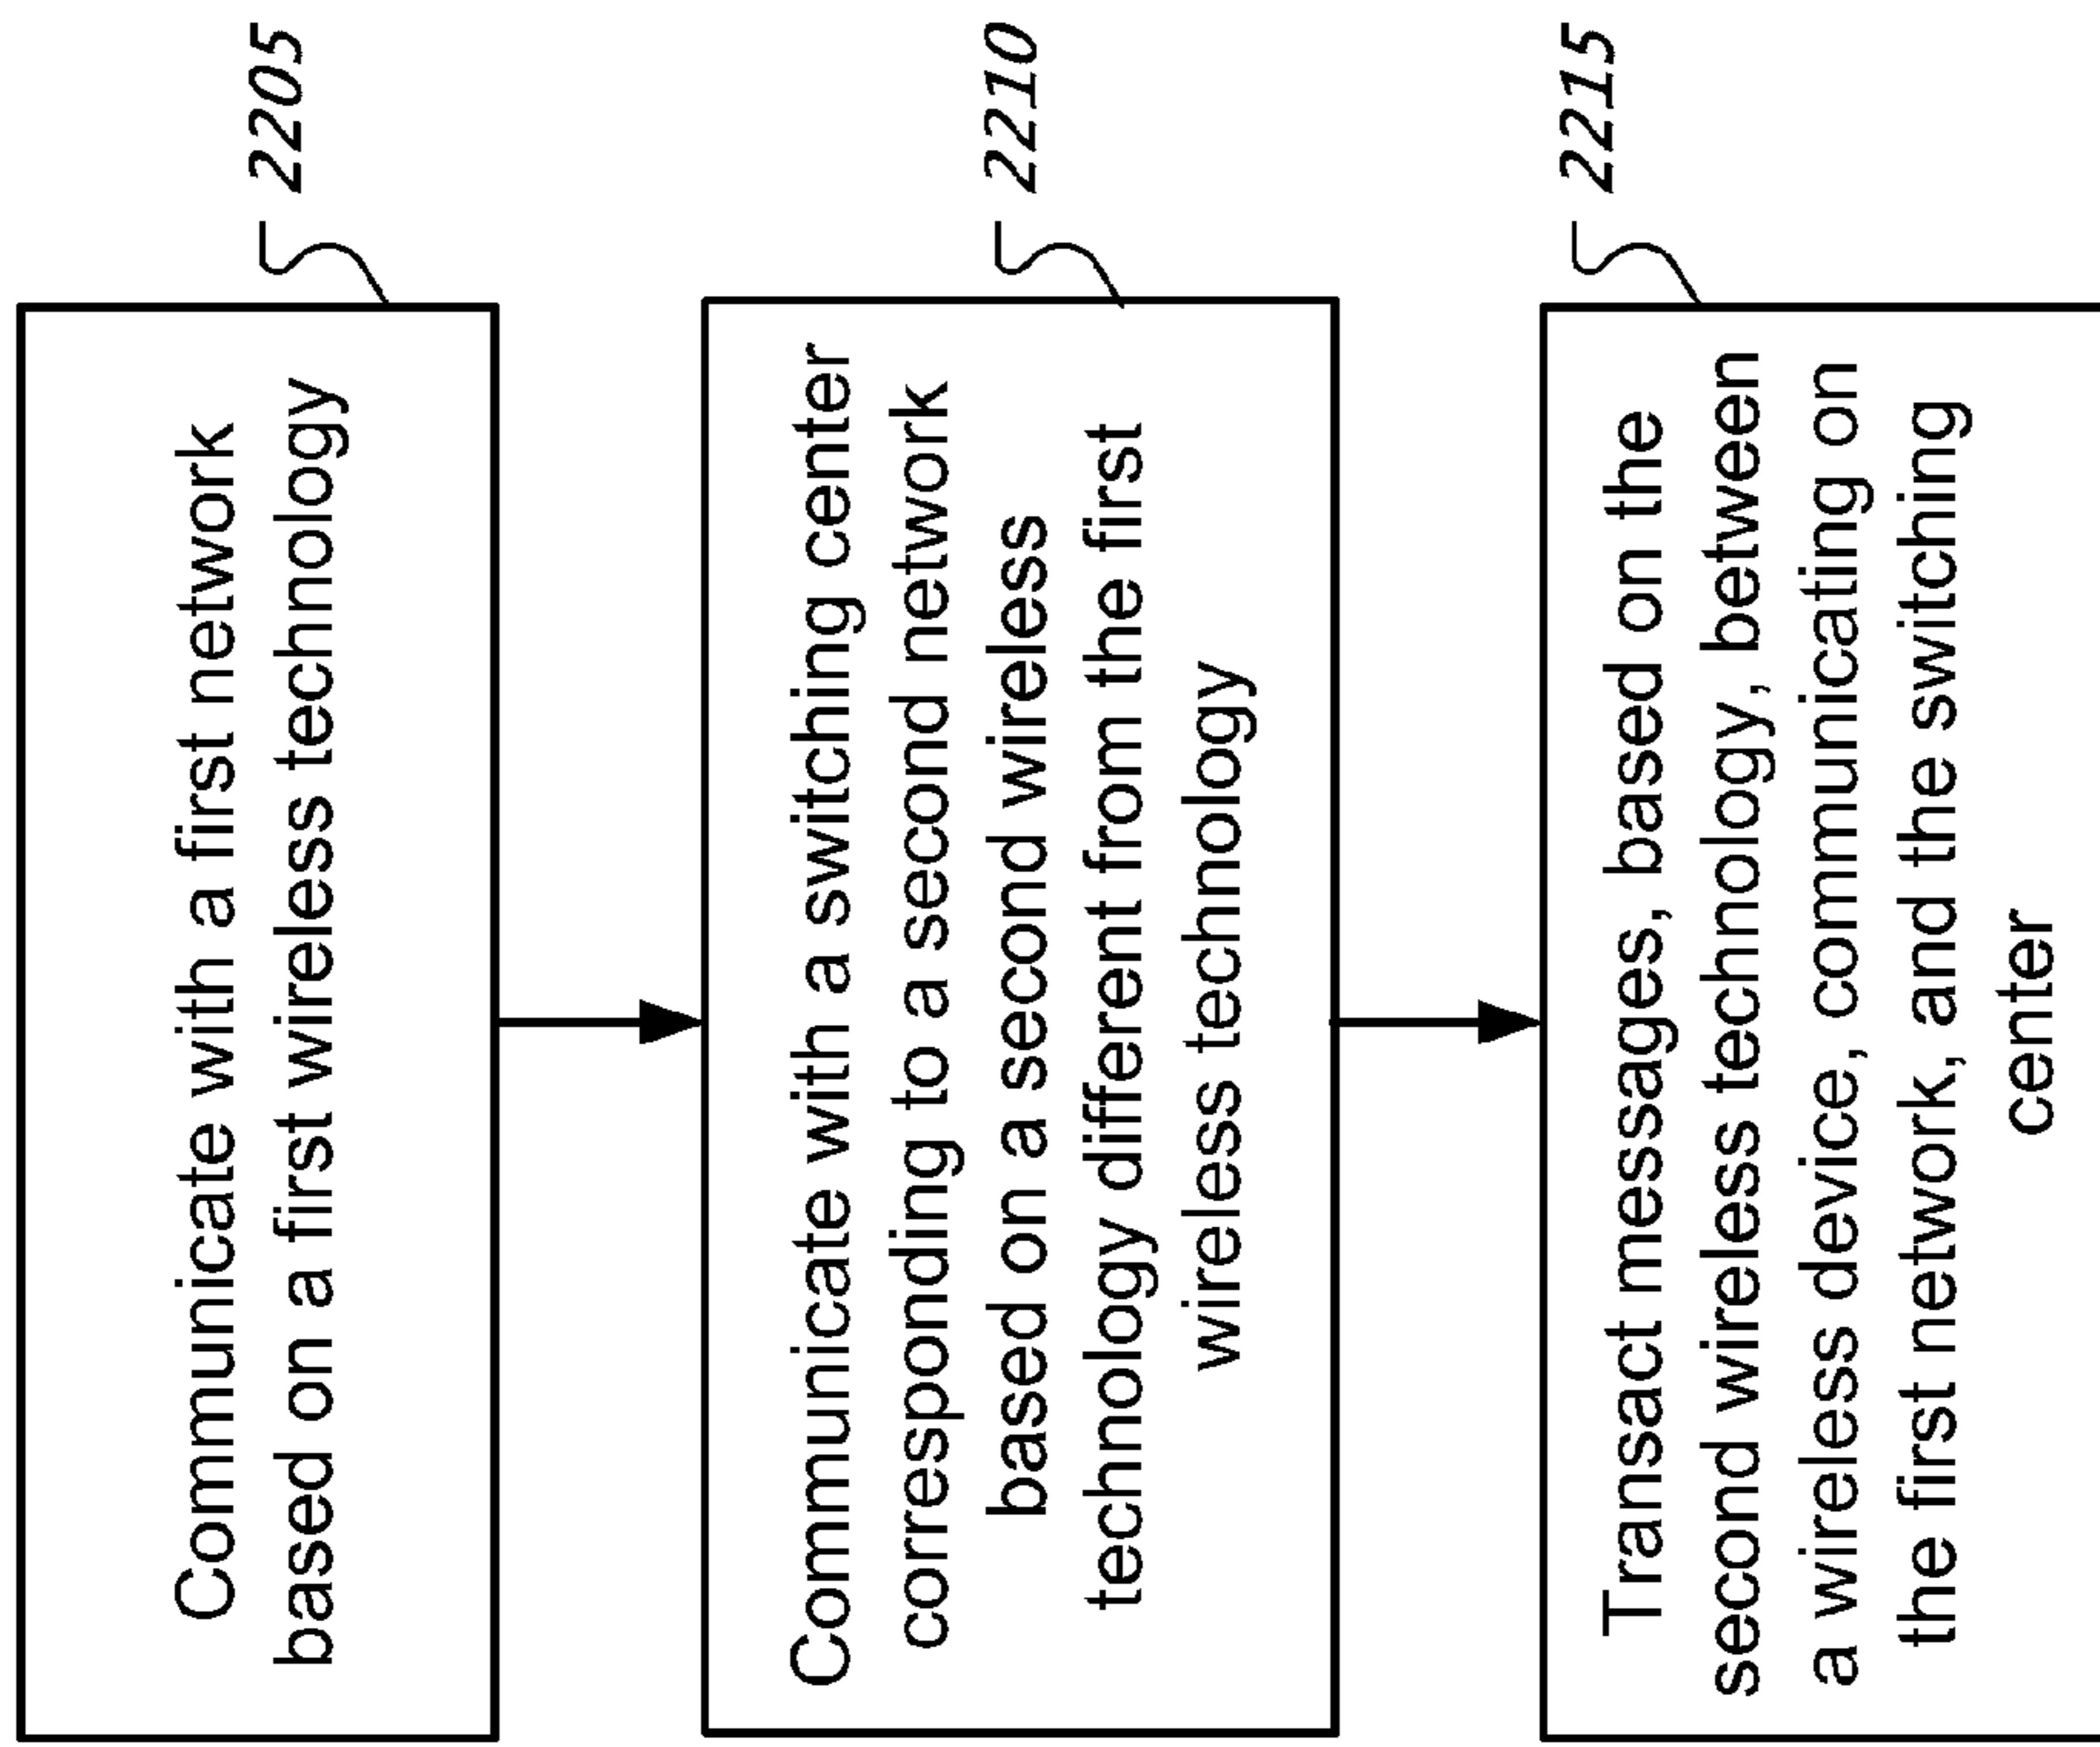 Communicate with a first network
based on a first wireless technology
2205
Communicate with a switching center
corresponding to a second network
based on a second wireless
technology different from the first
wireless technology
2210
Transact messages, based on the
second wireless technology, between
a wireless device, communicating on
the first network, and the switching
center
2215